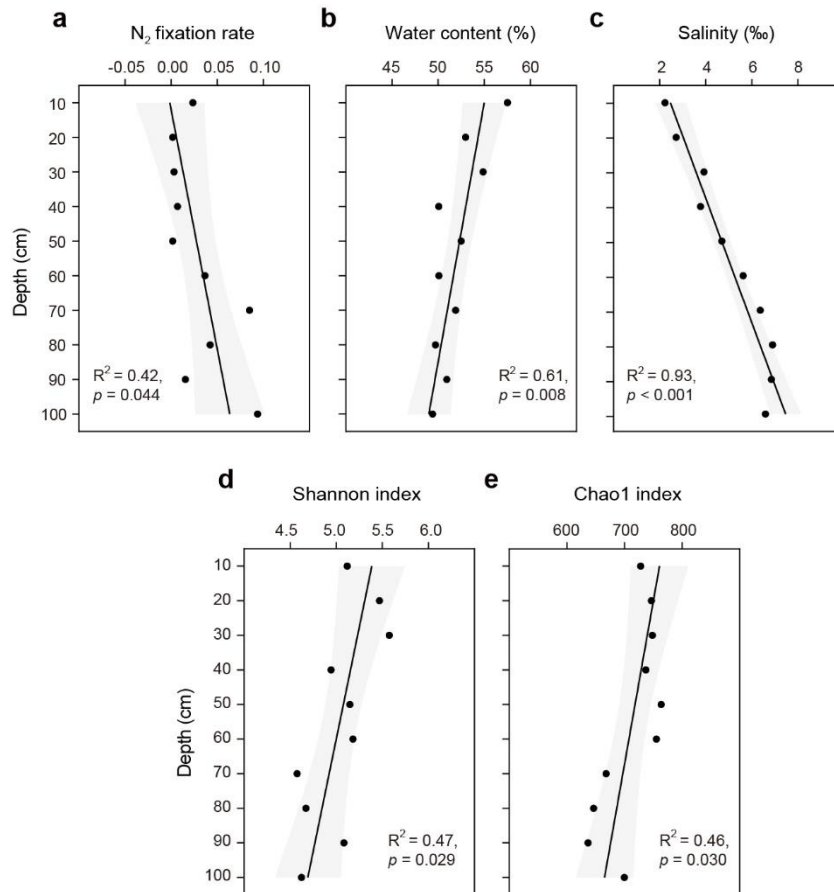 a
N₂ fixation rate
-0.05 0.00 0.05 0.10
b
Water content (%)
45 50 55 60
c
Salinity (‰)
2 4 6 8
Depth (cm)
10
20
30
40
50
60
70
80
90
100
R² = 0.42,
p = 0.044
R² = 0.61,
p = 0.008
R² = 0.93,
p < 0.001
d
Shannon index
4.5 5.0 5.5 6.0
e
Chao1 index
600 700 800
Depth (cm)
10
20
30
40
50
60
70
80
90
100
R² = 0.47,
p = 0.029
R² = 0.46,
p = 0.030